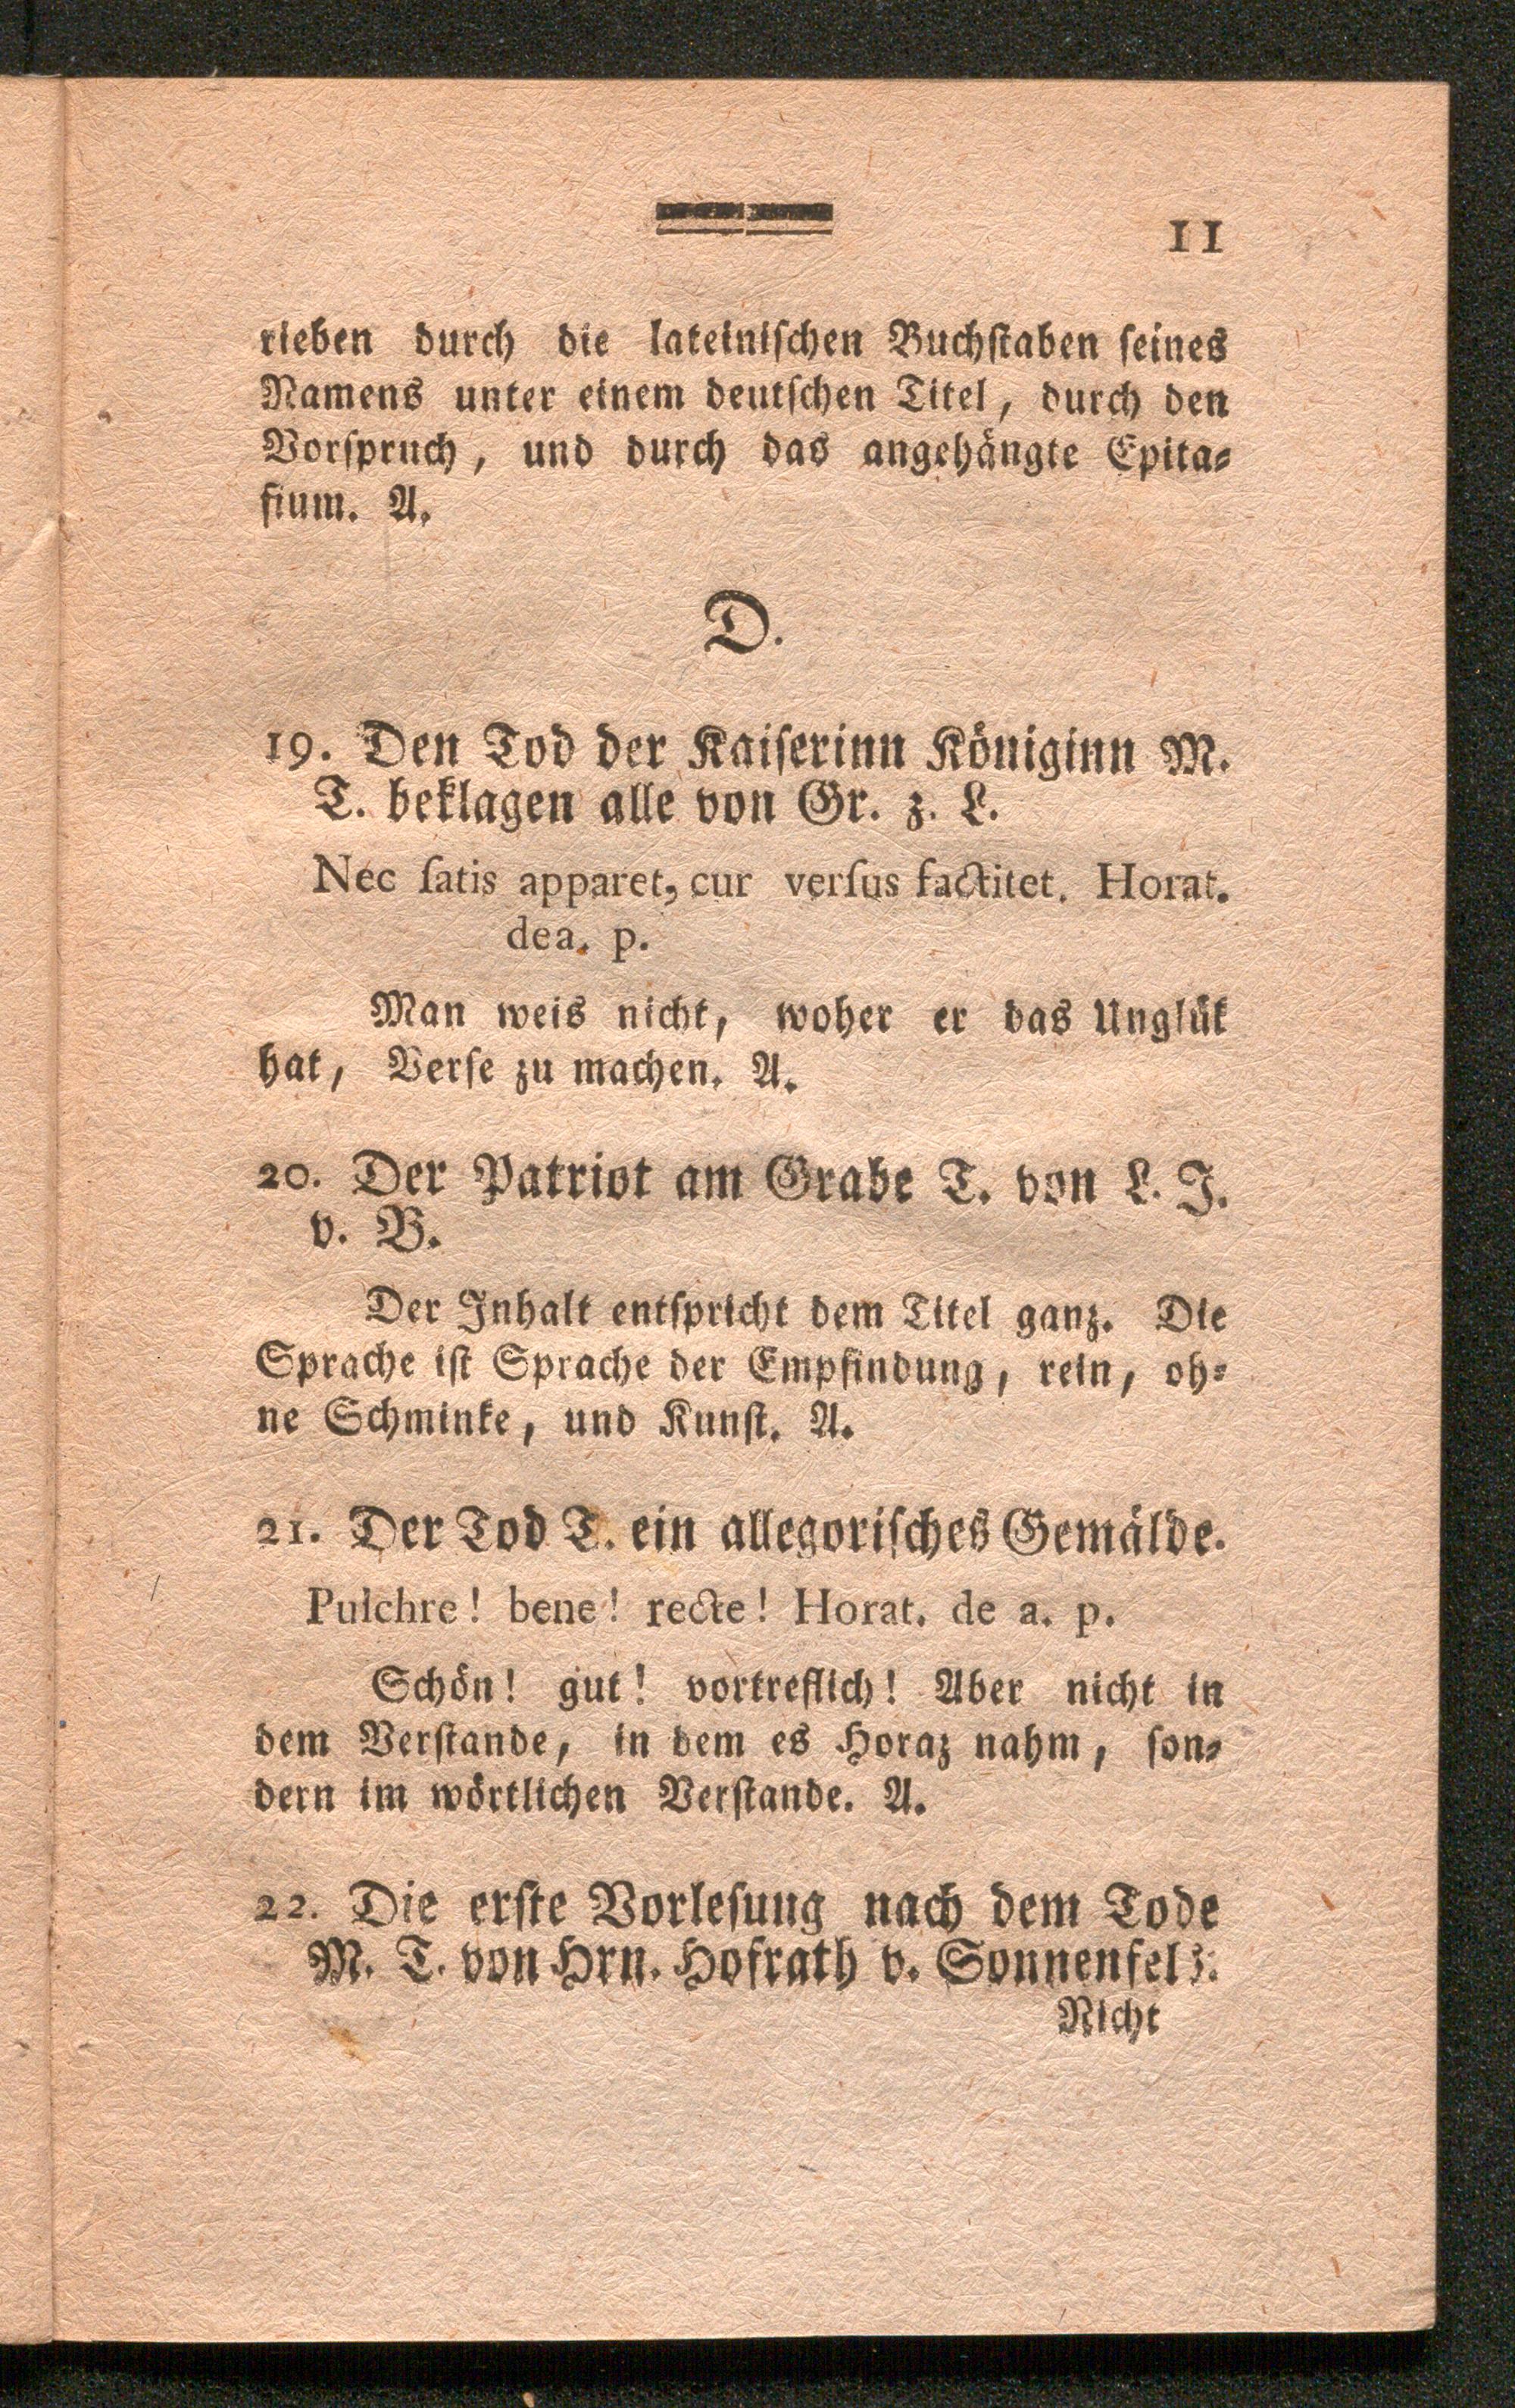 11
rieben durch die lateinischen Buchstaben seines
Namens unter einem deutschen Titel, durch den
Vorspruch, und durch das angehängte Epita-
fium. A.
D.
19. Den Tod der Kaiserinn Königinn M.
T. beklagen alle von Gr. z. L.
Nec ſatis apparet, cur verſus factitet. Horat.
dea. p.
Man weis nicht, woher er das Unglük
hat, Verse zu machen. A.
20. Der Patriot am Grabe T. von L. J.
v. B.
Der Inhalt entspricht dem Titel ganz. Die
Sprache ist Sprache der Empfindung, rein, oh-
ne Schminke, und Kunst. A.
21. Der Tod T. ein allegorisches Gemälde.
Pulchre! bene! recte! Horat. de a. p.
Schön! gut! vortreflich! Aber nicht in
dem Verstande, in dem es Horaz nahm, son-
dern im wörtlichen Verstande. A.
22. Die erste Vorlesung nach dem Tode
M. T. von Hrn. Hofrath v. Sonnenfels.
Nicht